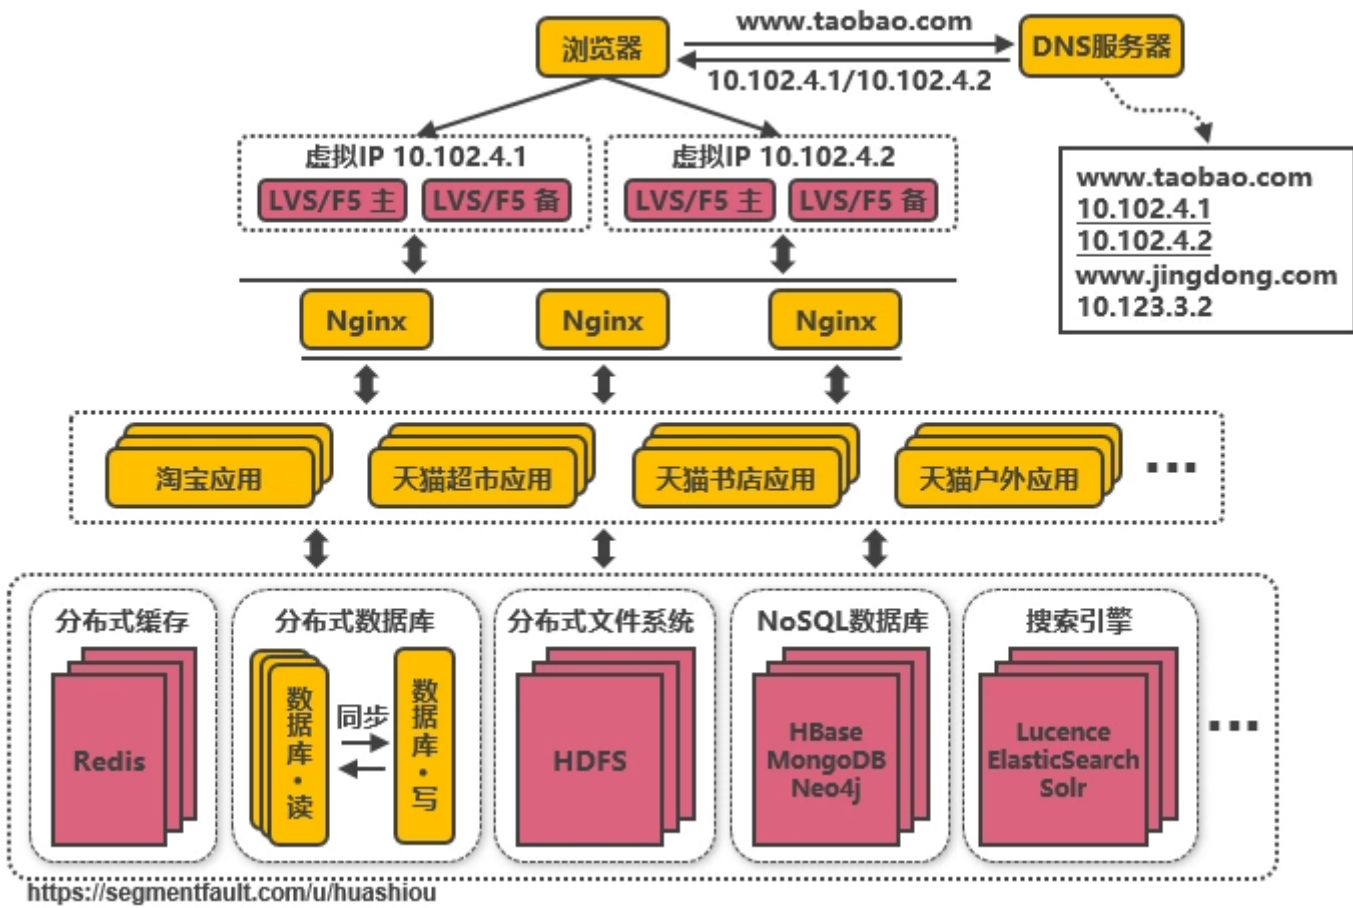 www.taobao.com
浏览器
DNS服务器
10.102.4.1/10.102.4.2
虚拟IP 10.102.4.1
LVS/F5 主
LVS/F5 备
虚拟IP 10.102.4.2
LVS/F5 主
LVS/F5 备
www.taobao.com
10.102.4.1
10.102.4.2
www.jingdong.com
10.123.3.2
Nginx
Nginx
Nginx
淘宝应用
天猫超市应用
天猫书店应用
天猫户外应用
...
分布式缓存
Redis
分布式数据库
数据库·读
同步
数据库·写
分布式文件系统
HDFS
NoSQL数据库
HBase
MongoDB
Neo4j
搜索引擎
Lucence
ElasticSearch
Solr
...
https://segmentfault.com/u/huashiou